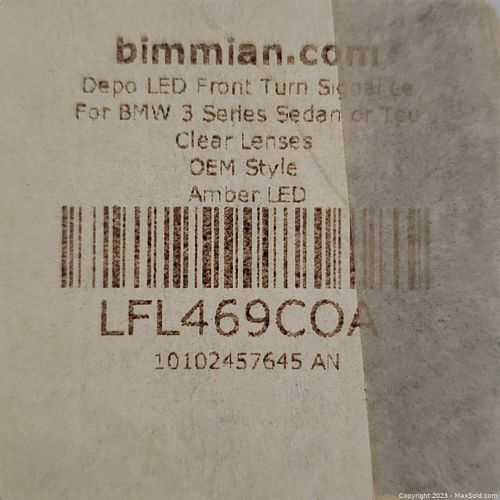 bimmian.com
Depo LED Front Turn
For BMW 3 Series Sedan or
Clear Lenses
OEM Style
Amber LED
LFL469COA
10102457645 AN
Copyright 2023 - MaxSold.com